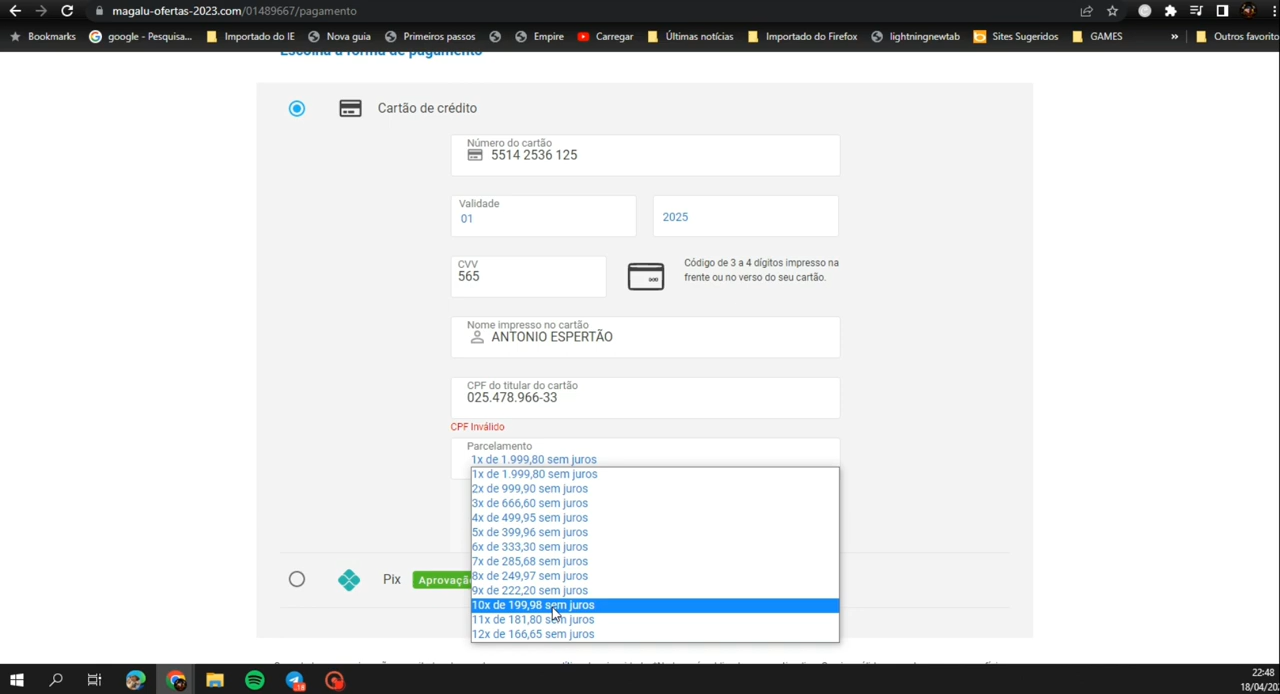 magalu-ofertas-2023.com/01489667/pagamento
Bookmarks google - Pesquisa... Importado do IE Nova guia Primeiros passos Empire Carregar Últimas notícias Importado do Firefox lightningnewtab Sites Sugeridos GAMES » Outros favorito
Escolha a forma de pagamento
Cartão de crédito
Número do cartão
5514 2536 125
Validade
01
2025
CVV
565
Código de 3 a 4 dígitos impresso na
frente ou no verso do seu cartão.
Nome impresso no cartão
ANTONIO ESPERTÃO
CPF do titular do cartão
025.478.966-33
CPF Inválido
Parcelamento
1x de 1.999,80 sem juros
1x de 1.999,80 sem juros
2x de 999,90 sem juros
3x de 666,60 sem juros
4x de 499,95 sem juros
5x de 399,96 sem juros
6x de 333,30 sem juros
7x de 285,68 sem juros
8x de 249,97 sem juros
9x de 222,20 sem juros
10x de 199,98 sem juros
11x de 181,80 sem juros
12x de 166,65 sem juros
Pix Aprovaçã
22:48
18/04/202